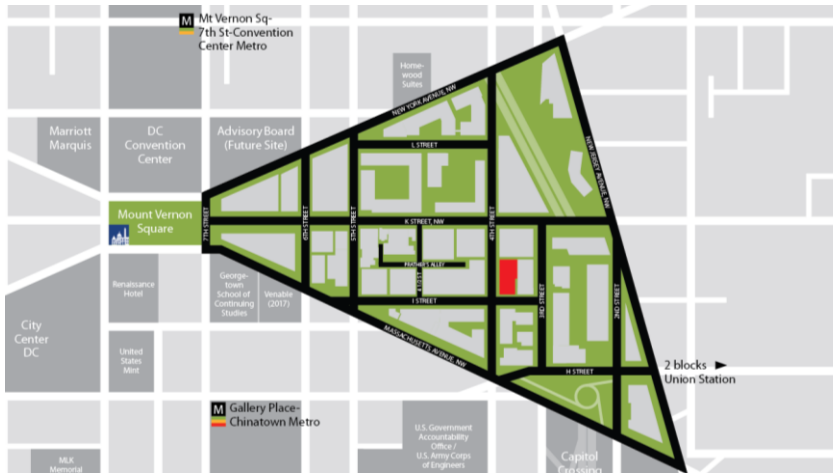 M Mt Vernon Sq-
7th St-Convention
Center Metro
Home-
wood
Suites
NEW YORK AVENUE, NW
Marriott
Marquis
DC
Convention
Center
Advisory Board
(Future Site)
L STREET
NEW JERSEY AVENUE, NW
Mount Vernon
Square
7TH STREET
6TH STREET
5TH STREET
K STREET, NW
4TH STREET
PRATHER'S ALLEY
Renaissance
Hotel
George-
town
School of
Continuing
Studies
Venable
(2017)
I STREET
3RD STREET
2ND STREET
City
Center
DC
United
States
Mint
MASSACHUSETTS AVENUE, NW
H STREET
2 blocks
Union Station
M Gallery Place-
Chinatown Metro
U.S. Government
Accountability
Office /
U.S. Army Corps
of Engineers
Capitol
Crossing
MLK
Memorial